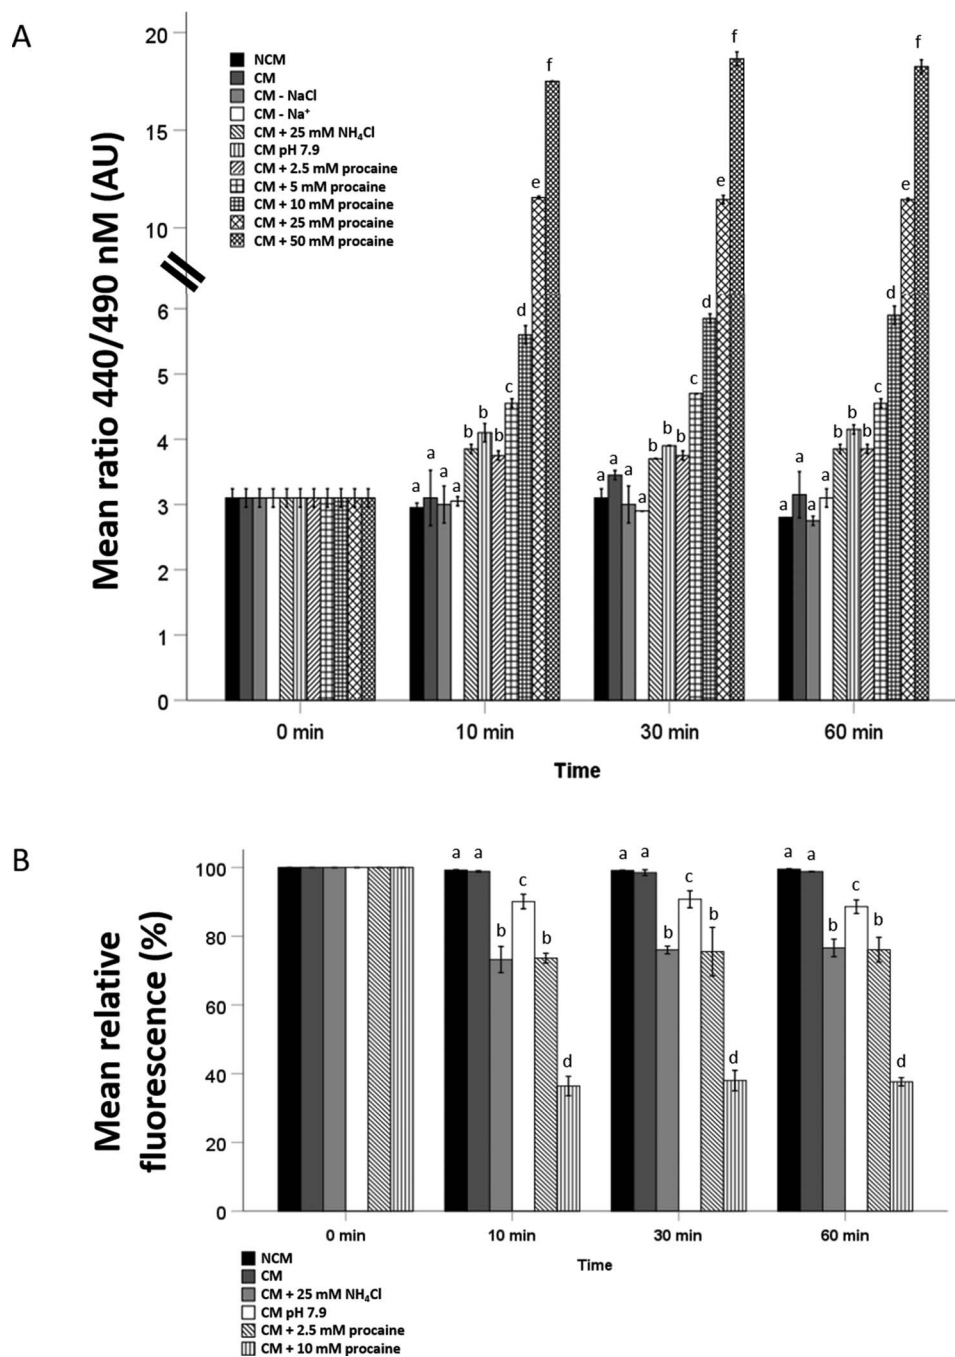 A
Mean ratio 440/490 nM (AU)
20
15
10
6
5
4
3
2
1
0
NCM
CM
CM - NaCl
CM - Na⁺
CM + 25 mM NH₄Cl
CM pH 7.9
CM + 2.5 mM procaine
CM + 5 mM procaine
CM + 10 mM procaine
CM + 25 mM procaine
CM + 50 mM procaine
a a a a b b b c d e f
a a a a b b b c d e f
a a a a b b b c d e f
0 min 10 min 30 min 60 min
Time
B
Mean relative
fluorescence (%)
100
80
60
40
20
0
a a b c b d
a a b c b d
a a b c b d
0 min 10 min 30 min 60 min
Time
NCM
CM
CM + 25 mM NH₄Cl
CM pH 7.9
CM + 2.5 mM procaine
CM + 10 mM procaine